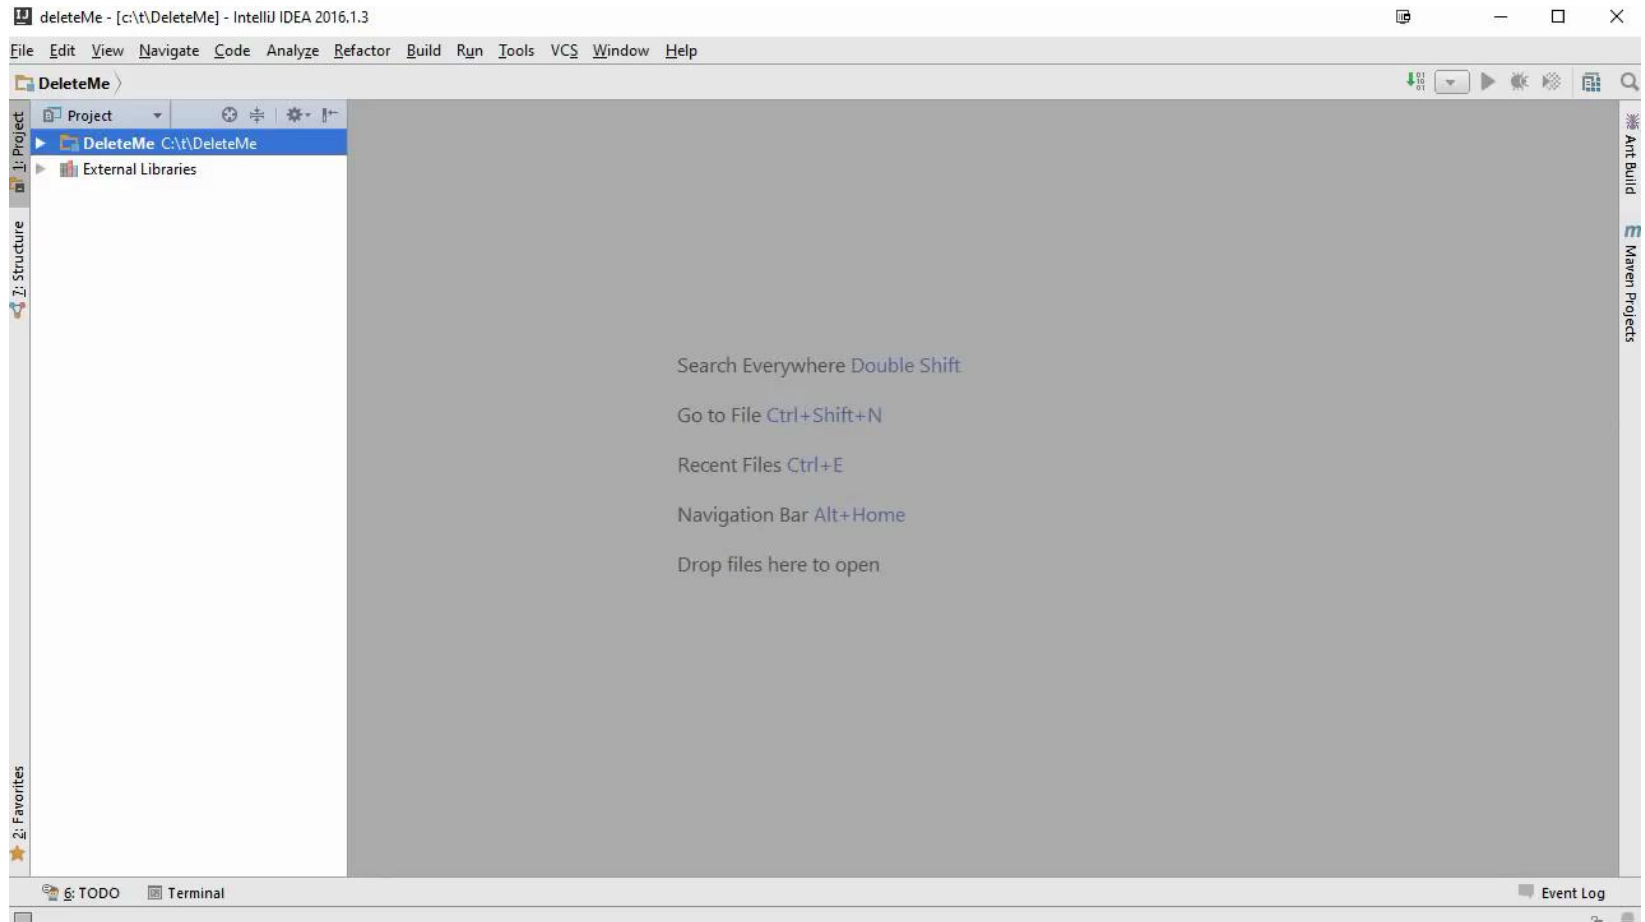 deleteMe - [c:\t\DeleteMe] - IntelliJ IDEA 2016.1.3
File Edit View Navigate Code Analyze Refactor Build Run Tools VCS Window Help
DeleteMe
Project
DeleteMe C:\t\DeleteMe
External Libraries
1: Project
7: Structure
2: Favorites
Search Everywhere Double Shift
Go to File Ctrl+Shift+N
Recent Files Ctrl+E
Navigation Bar Alt+Home
Drop files here to open
Ant Build
m Maven Projects
6: TODO Terminal Event Log